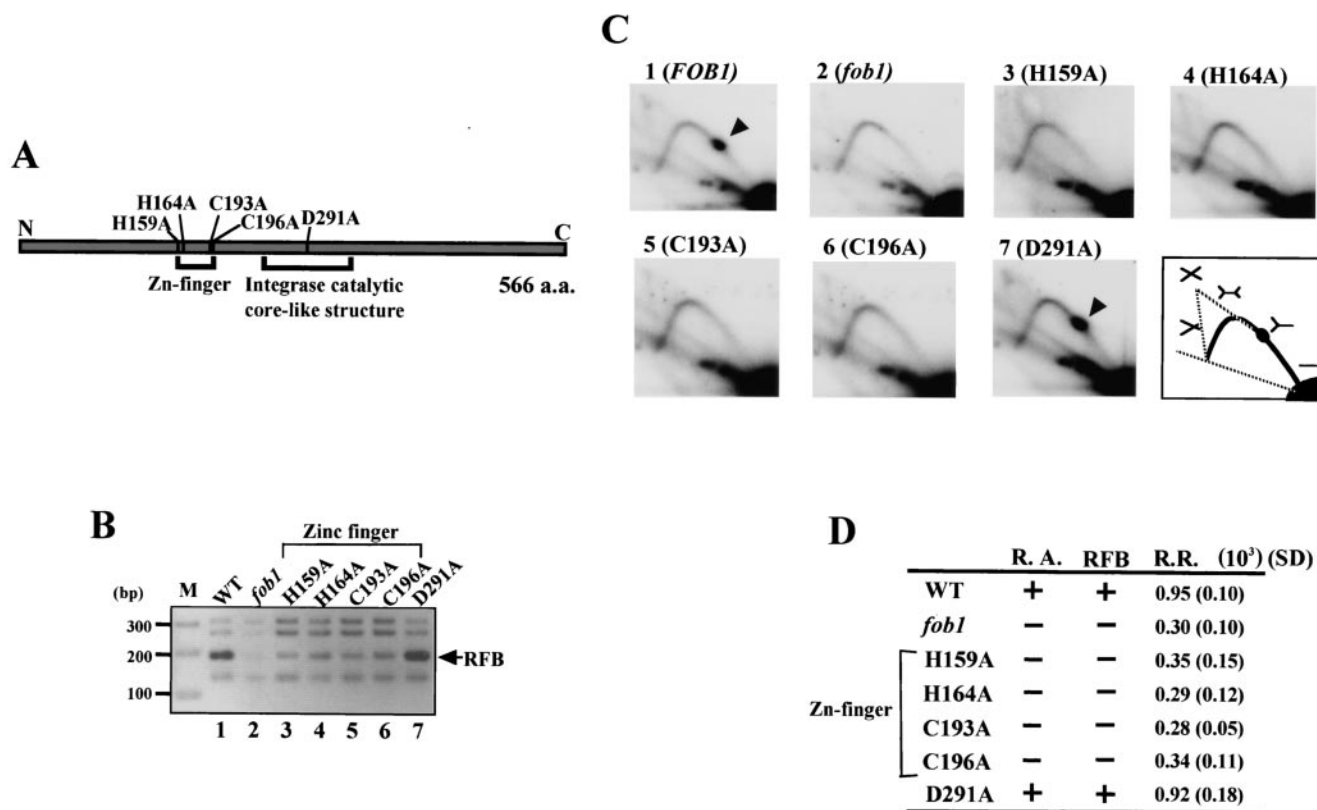 A
H164A C193A
H159A C196A D291A
N C
Zn-finger Integrase catalytic 566 a.a.
core-like structure
C
1 (FOB1) 2 (fob1) 3 (H159A) 4 (H164A)
5 (C193A) 6 (C196A) 7 (D291A)
B
Zinc finger
(bp) M WT fob1 H159A H164A C193A C196A D291A
300
200
RFB
100
1 2 3 4 5 6 7
D
R. A. RFB R.R. (10³) (SD)
WT + + 0.95 (0.10)
fob1 − − 0.30 (0.10)
H159A − − 0.35 (0.15)
H164A − − 0.29 (0.12)
Zn-finger
C193A − − 0.28 (0.05)
C196A − − 0.34 (0.11)
D291A + + 0.92 (0.18)